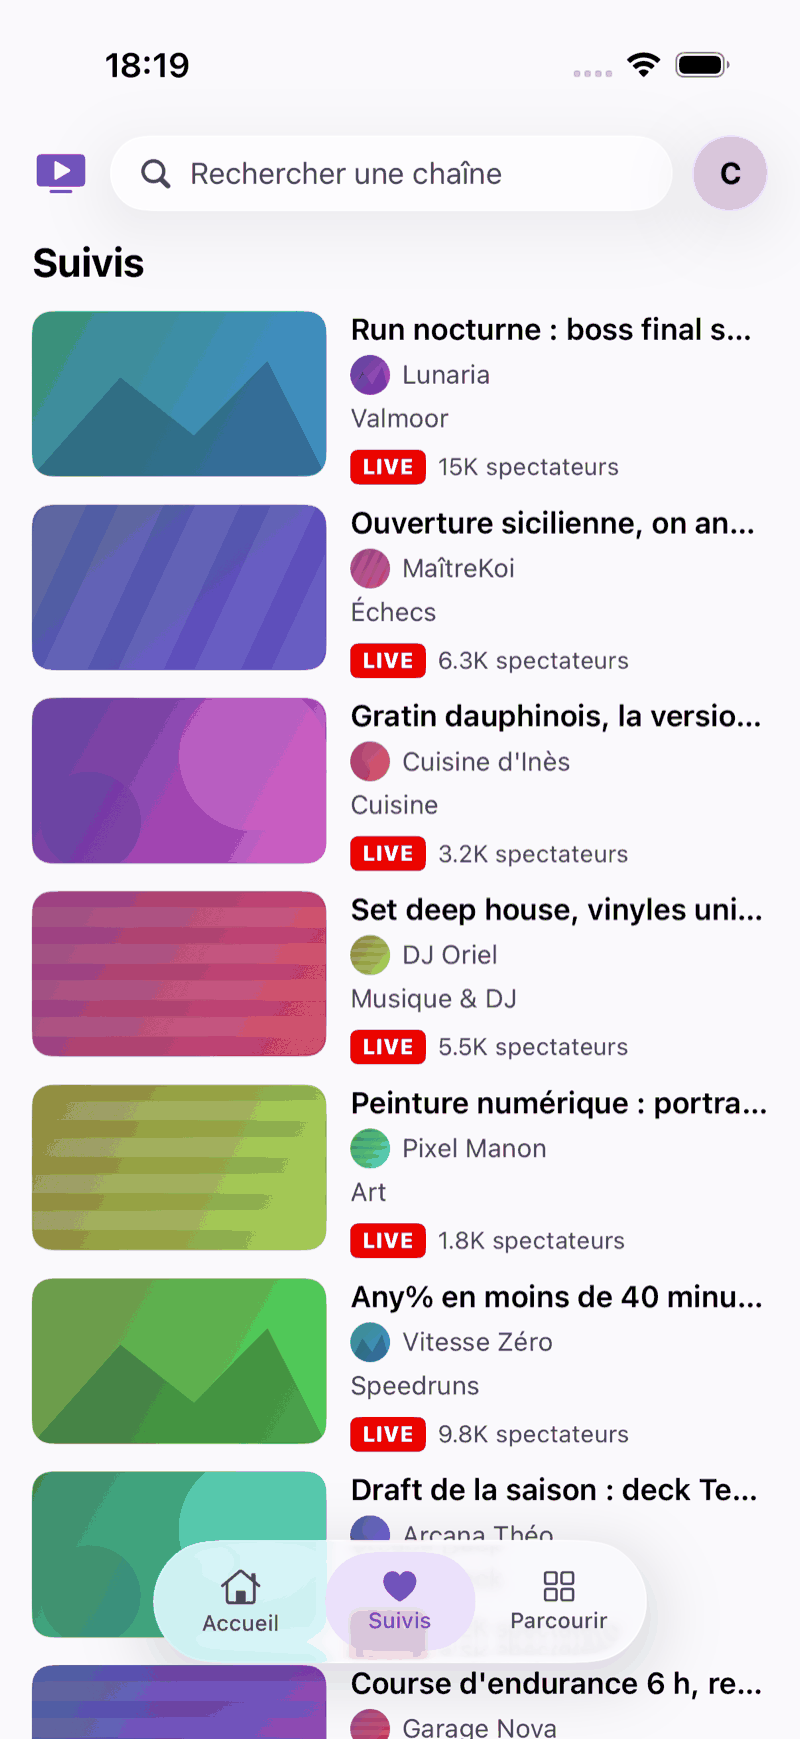 18:19
Rechercher une chaîne
C
Suivis
Run nocturne : boss final s...
Lunaria
Valmoor
LIVE 15K spectateurs
Ouverture sicilienne, on an...
MaîtreKoi
Échecs
LIVE 6.3K spectateurs
Gratin dauphinois, la versio...
Cuisine d'Inès
Cuisine
LIVE 3.2K spectateurs
Set deep house, vinyles uni...
DJ Oriel
Musique & DJ
LIVE 5.5K spectateurs
Peinture numérique : portra...
Pixel Manon
Art
LIVE 1.8K spectateurs
Any% en moins de 40 minu...
Vitesse Zéro
Speedruns
LIVE 9.8K spectateurs
Draft de la saison : deck Te...
Arcana Théo
Accueil
Suivis
Parcourir
Course d'endurance 6 h, re...
Garage Nova